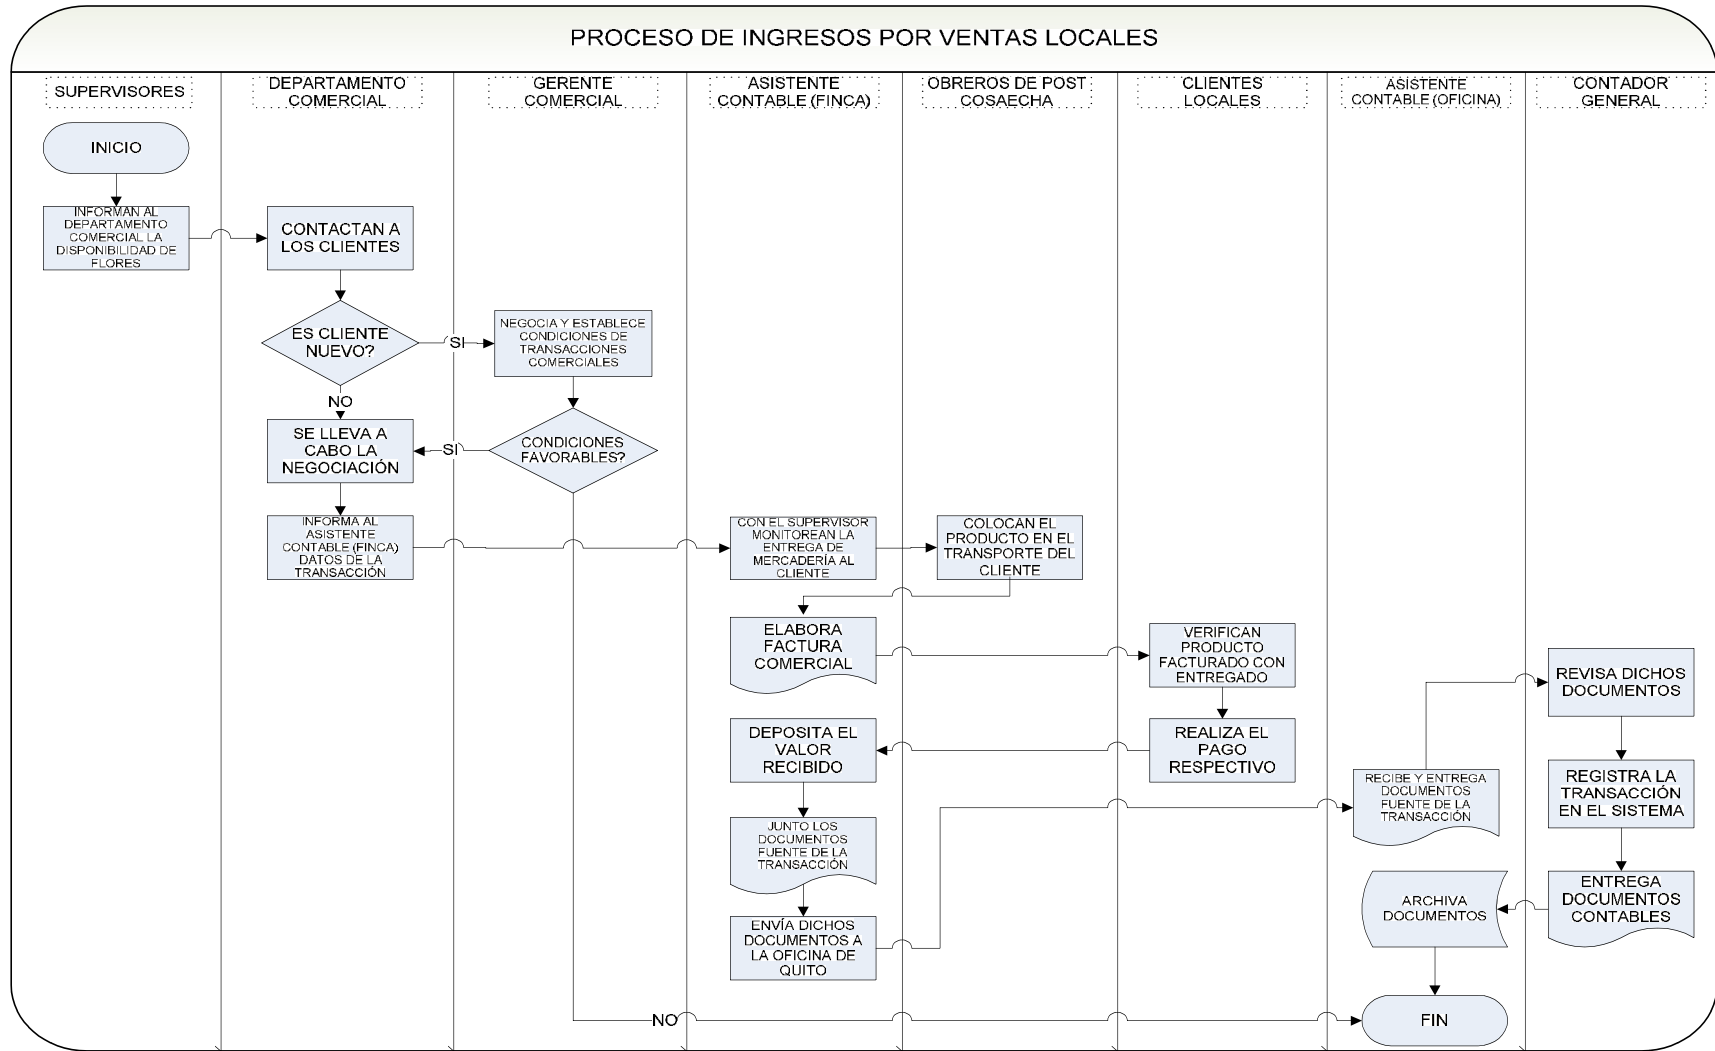 PROCESO DE INGRESOS POR VENTAS LOCALES
SUPERVISORES
DEPARTAMENTO
COMERCIAL
GERENTE
COMERCIAL
ASISTENTE
CONTABLE (FINCA)
OBREROS DE POST
COSAECHA
CLIENTES
LOCALES
ASISTENTE
CONTABLE (OFICINA)
CONTADOR
GENERAL
INICIO
INFORMAN AL
DEPARTAMENTO
COMERCIAL LA
DISPONIBILIDAD DE
FLORES
CONTACTAN A
LOS CLIENTES
ES CLIENTE
NUEVO?
SI
NEGOCIA Y ESTABLECE
CONDICIONES DE
TRANSACCIONES
COMERCIALES
NO
SE LLEVA A
CABO LA
NEGOCIACIÓN
SI
CONDICIONES
FAVORABLES?
INFORMA AL
ASISTENTE
CONTABLE (FINCA)
DATOS DE LA
TRANSACCIÓN
CON EL SUPERVISOR
MONITOREAN LA
ENTREGA DE
MERCADERÍA AL
CLIENTE
COLOCAN EL
PRODUCTO EN EL
TRANSPORTE DEL
CLIENTE
ELABORA
FACTURA
COMERCIAL
VERIFICAN
PRODUCTO
FACTURADO CON
ENTREGADO
REALIZA EL
PAGO
RESPECTIVO
DEPOSITA EL
VALOR
RECIBIDO
JUNTO LOS
DOCUMENTOS
FUENTE DE LA
TRANSACCIÓN
ENVÍA DICHOS
DOCUMENTOS A
LA OFICINA DE
QUITO
RECIBE Y ENTREGA
DOCUMENTOS
FUENTE DE LA
TRANSACCIÓN
REVISA DICHOS
DOCUMENTOS
REGISTRA LA
TRANSACCIÓN
EN EL SISTEMA
ENTREGA
DOCUMENTOS
CONTABLES
ARCHIVA
DOCUMENTOS
NO
FIN